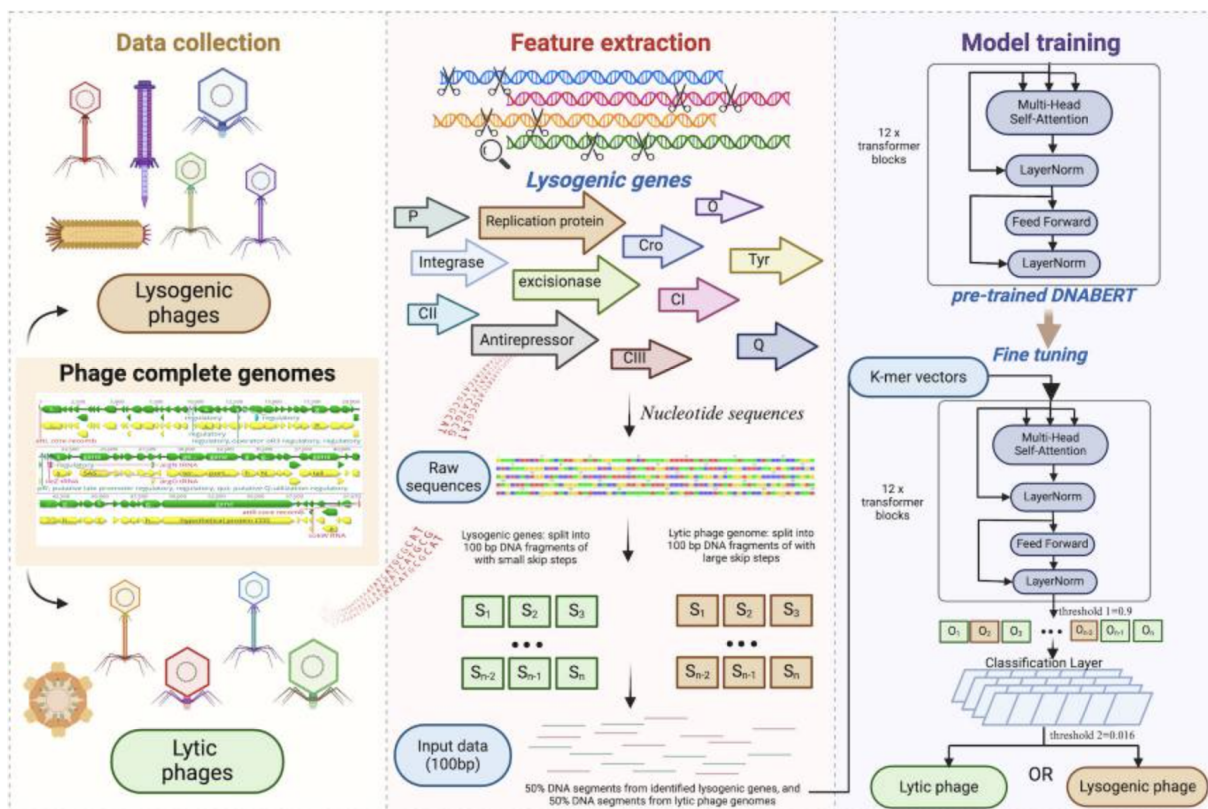 Data collection
Lysogenic
phages
Phage complete genomes
regulatory
regulatory
Lytic
phages
Feature extraction
Lysogenic genes
P
Replication protein
O
Integrase
Cro
Tyr
excisionase
CII
CI
Antirepressor
CIII
Q
Nucleotide sequences
Raw
sequences
Lysogenic genes: split into
100 bp DNA fragments of
with small skip steps
Lytic phage genome: split into
100 bp DNA fragments of with
large skip steps
S1 S2 S3
•••
Sn-2 Sn-1 Sn
S1 S2 S3
•••
Sn-2 Sn-1 Sn
Input data
(100bp)
50% DNA segments from identified lysogenic genes, and
50% DNA segments from lytic phage genomes
Model training
12 x
transformer
blocks
Multi-Head
Self-Attention
LayerNorm
Feed Forward
LayerNorm
pre-trained DNABERT
Fine tuning
K-mer vectors
12 x
transformer
blocks
Multi-Head
Self-Attention
LayerNorm
Feed Forward
LayerNorm
threshold 1=0.9
O1 O2 O3 ••• On-2 On-1 On
Classification Layer
threshold 2=0.016
Lytic phage OR Lysogenic phage